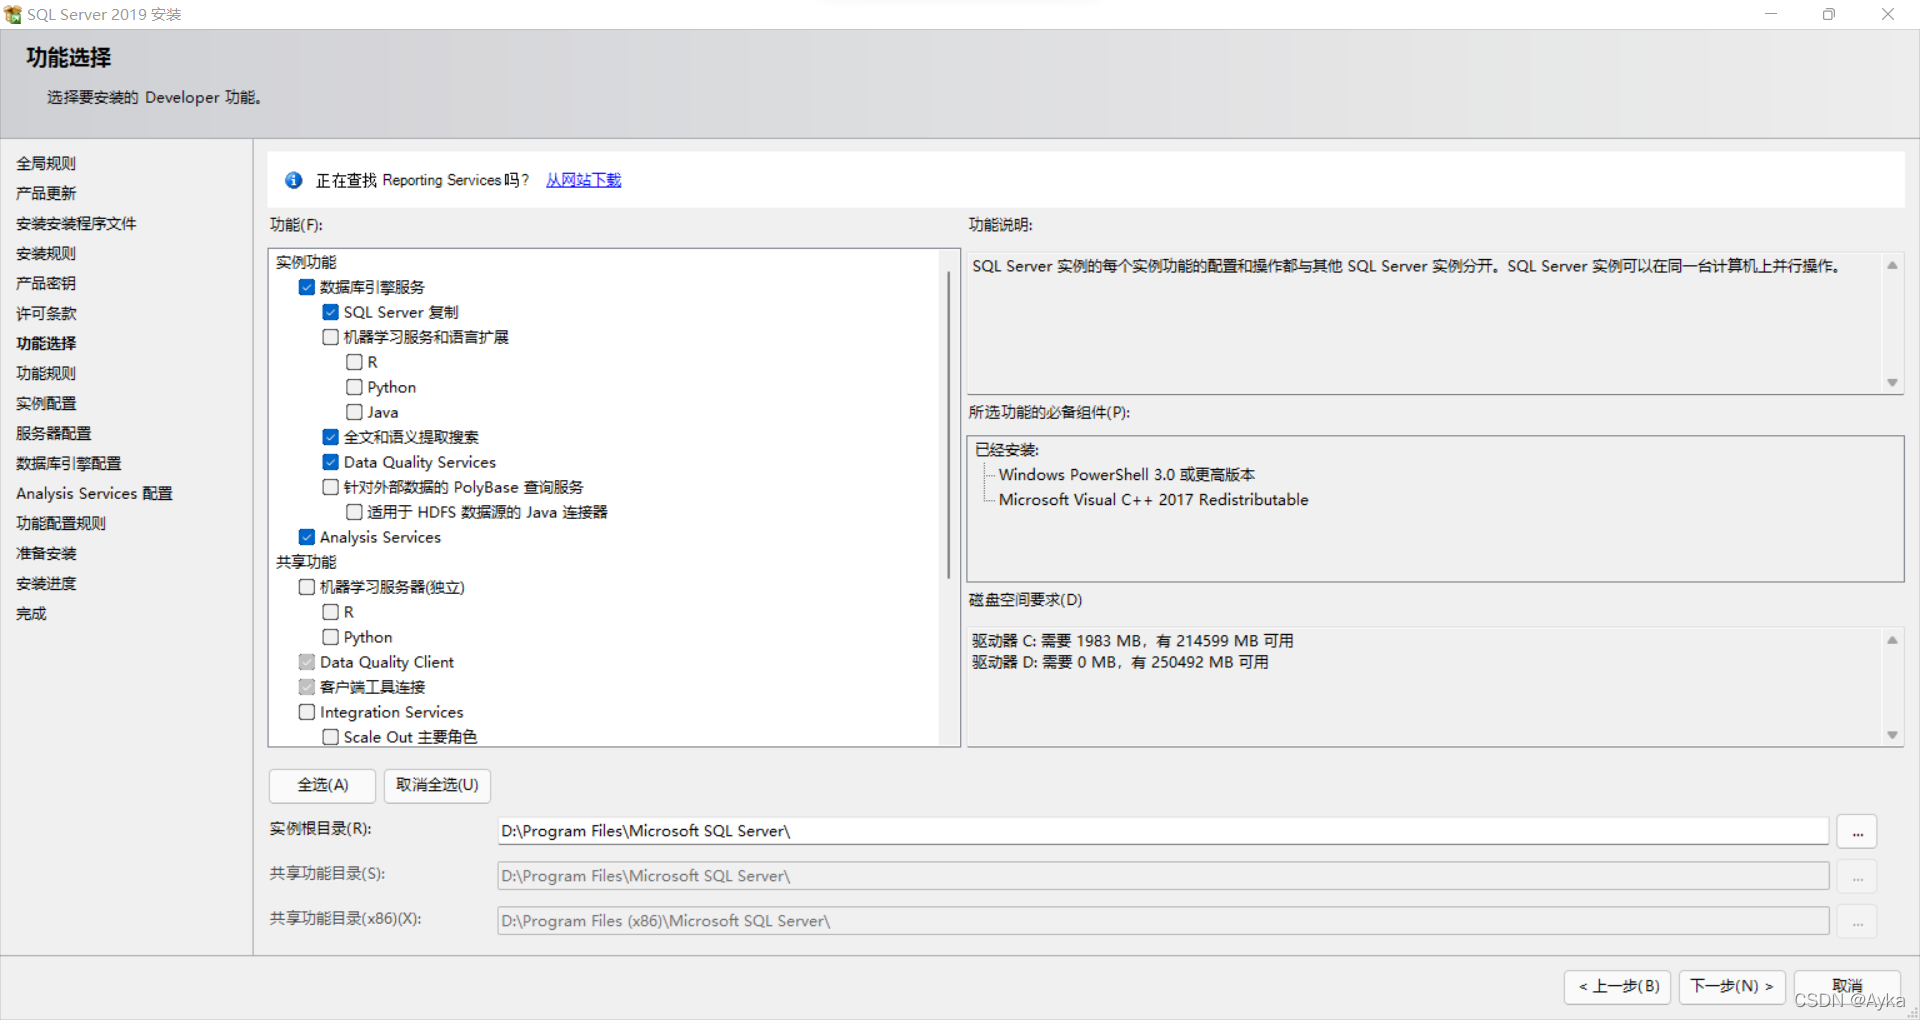 SQL Server 2019 安装
功能选择
选择要安装的 Developer 功能。
全局规则
产品更新
安装安装程序文件
安装规则
产品密钥
许可条款
功能选择
功能规则
实例配置
服务器配置
数据库引擎配置
Analysis Services 配置
功能配置规则
准备安装
安装进度
完成
正在查找 Reporting Services 吗? 从网站下载
功能(F):
实例功能
数据库引擎服务
SQL Server 复制
机器学习服务和语言扩展
R
Python
Java
全文和语义提取搜索
Data Quality Services
针对外部数据的 PolyBase 查询服务
适用于 HDFS 数据源的 Java 连接器
Analysis Services
共享功能
机器学习服务器(独立)
R
Python
Data Quality Client
客户端工具连接
Integration Services
Scale Out 主要角色
功能说明:
SQL Server 实例的每个实例功能的配置和操作都与其他 SQL Server 实例分开。SQL Server 实例可以在同一台计算机上并行操作。
所选功能的必备组件(P):
已经安装:
Windows PowerShell 3.0 或更高版本
Microsoft Visual C++ 2017 Redistributable
磁盘空间要求(D)
驱动器 C: 需要 1983 MB，有 214599 MB 可用
驱动器 D: 需要 0 MB，有 250492 MB 可用
全选(A) 取消全选(U)
实例根目录(R): D:\Program Files\Microsoft SQL Server\ ...
共享功能目录(S): D:\Program Files\Microsoft SQL Server\ ...
共享功能目录(x86)(X): D:\Program Files (x86)\Microsoft SQL Server\ ...
< 上一步(B) 下一步(N) > 取消
CSDN @Ayka